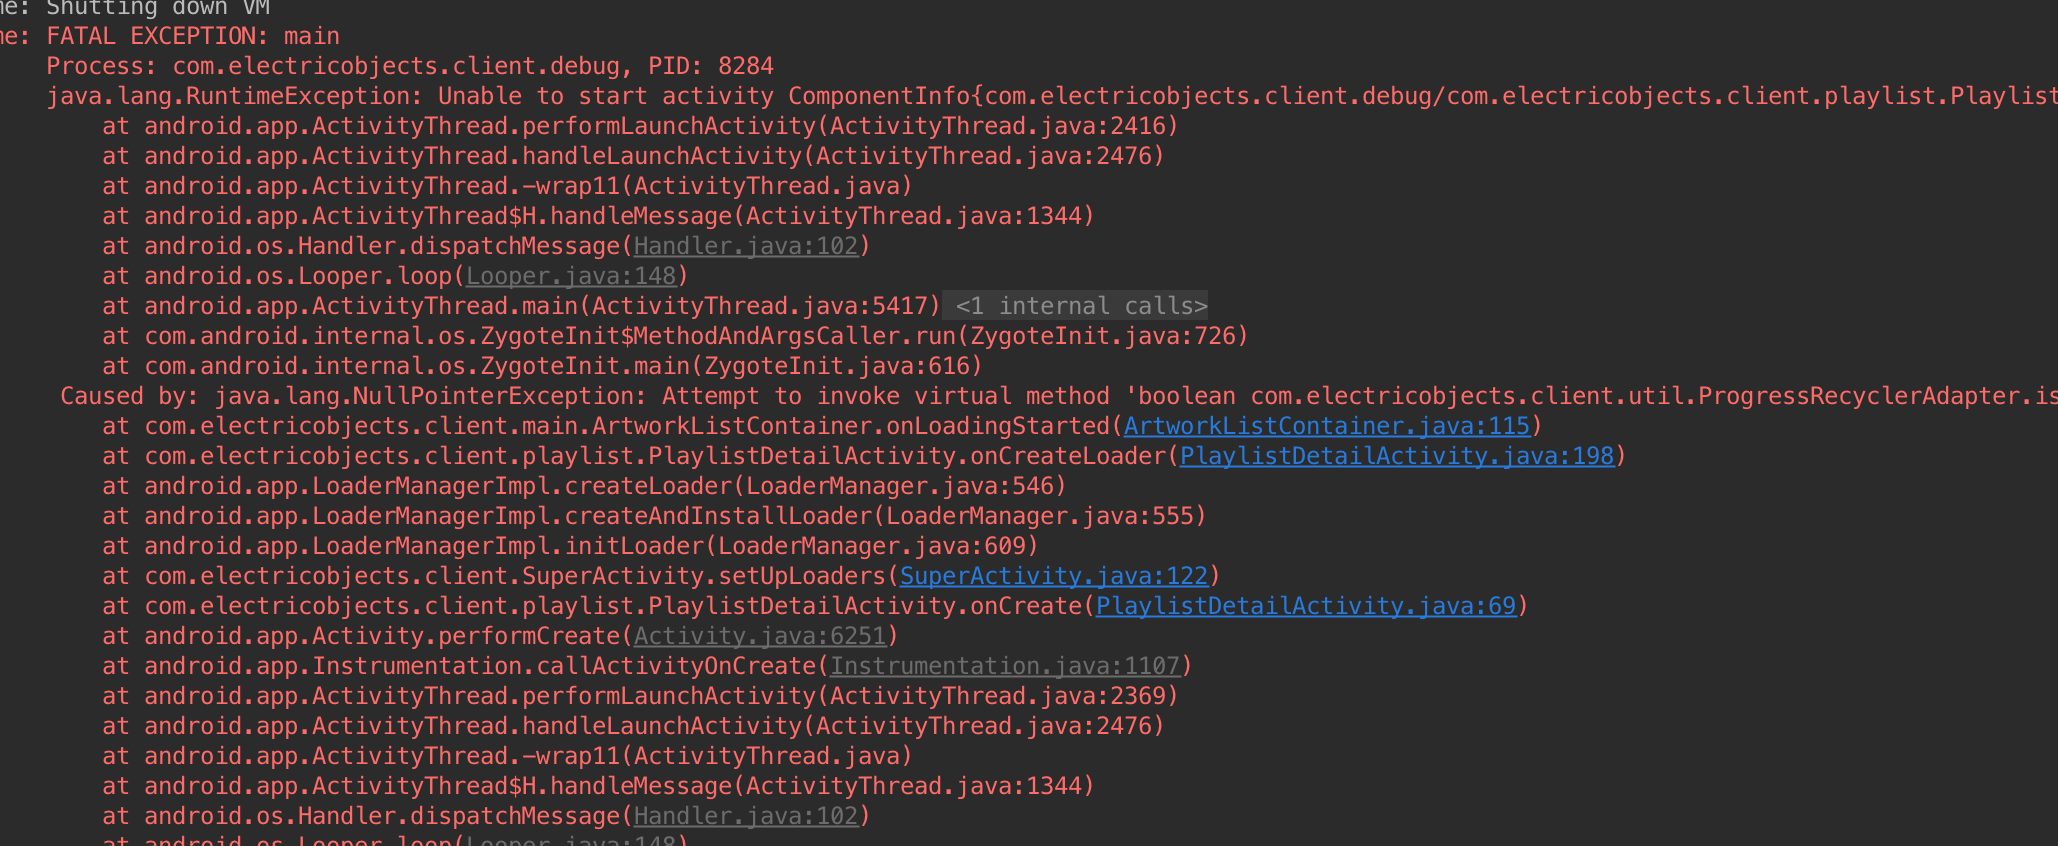 me: Shutting down VM
me: FATAL EXCEPTION: main
Process: com.electricobjects.client.debug, PID: 8284
java.lang.RuntimeException: Unable to start activity ComponentInfo{com.electricobjects.client.debug/com.electricobjects.client.playlist.Playlist
at android.app.ActivityThread.performLaunchActivity(ActivityThread.java:2416)
at android.app.ActivityThread.handleLaunchActivity(ActivityThread.java:2476)
at android.app.ActivityThread.-wrap11(ActivityThread.java)
at android.app.ActivityThread$H.handleMessage(ActivityThread.java:1344)
at android.os.Handler.dispatchMessage(Handler.java:102)
at android.os.Looper.loop(Looper.java:148)
at android.app.ActivityThread.main(ActivityThread.java:5417) <1 internal calls>
at com.android.internal.os.ZygoteInit$MethodAndArgsCaller.run(ZygoteInit.java:726)
at com.android.internal.os.ZygoteInit.main(ZygoteInit.java:616)
Caused by: java.lang.NullPointerException: Attempt to invoke virtual method 'boolean com.electricobjects.client.util.ProgressRecyclerAdapter.is
at com.electricobjects.client.main.ArtworkListContainer.onLoadingStarted(ArtworkListContainer.java:115)
at com.electricobjects.client.playlist.PlaylistDetailActivity.onCreateLoader(PlaylistDetailActivity.java:198)
at android.app.LoaderManagerImpl.createLoader(LoaderManager.java:546)
at android.app.LoaderManagerImpl.createAndInstallLoader(LoaderManager.java:555)
at android.app.LoaderManagerImpl.initLoader(LoaderManager.java:609)
at com.electricobjects.client.SuperActivity.setUpLoaders(SuperActivity.java:122)
at com.electricobjects.client.playlist.PlaylistDetailActivity.onCreate(PlaylistDetailActivity.java:69)
at android.app.Activity.performCreate(Activity.java:6251)
at android.app.Instrumentation.callActivityOnCreate(Instrumentation.java:1107)
at android.app.ActivityThread.performLaunchActivity(ActivityThread.java:2369)
at android.app.ActivityThread.handleLaunchActivity(ActivityThread.java:2476)
at android.app.ActivityThread.-wrap11(ActivityThread.java)
at android.app.ActivityThread$H.handleMessage(ActivityThread.java:1344)
at android.os.Handler.dispatchMessage(Handler.java:102)
at android.os.Looper.loop(Looper.java:148)